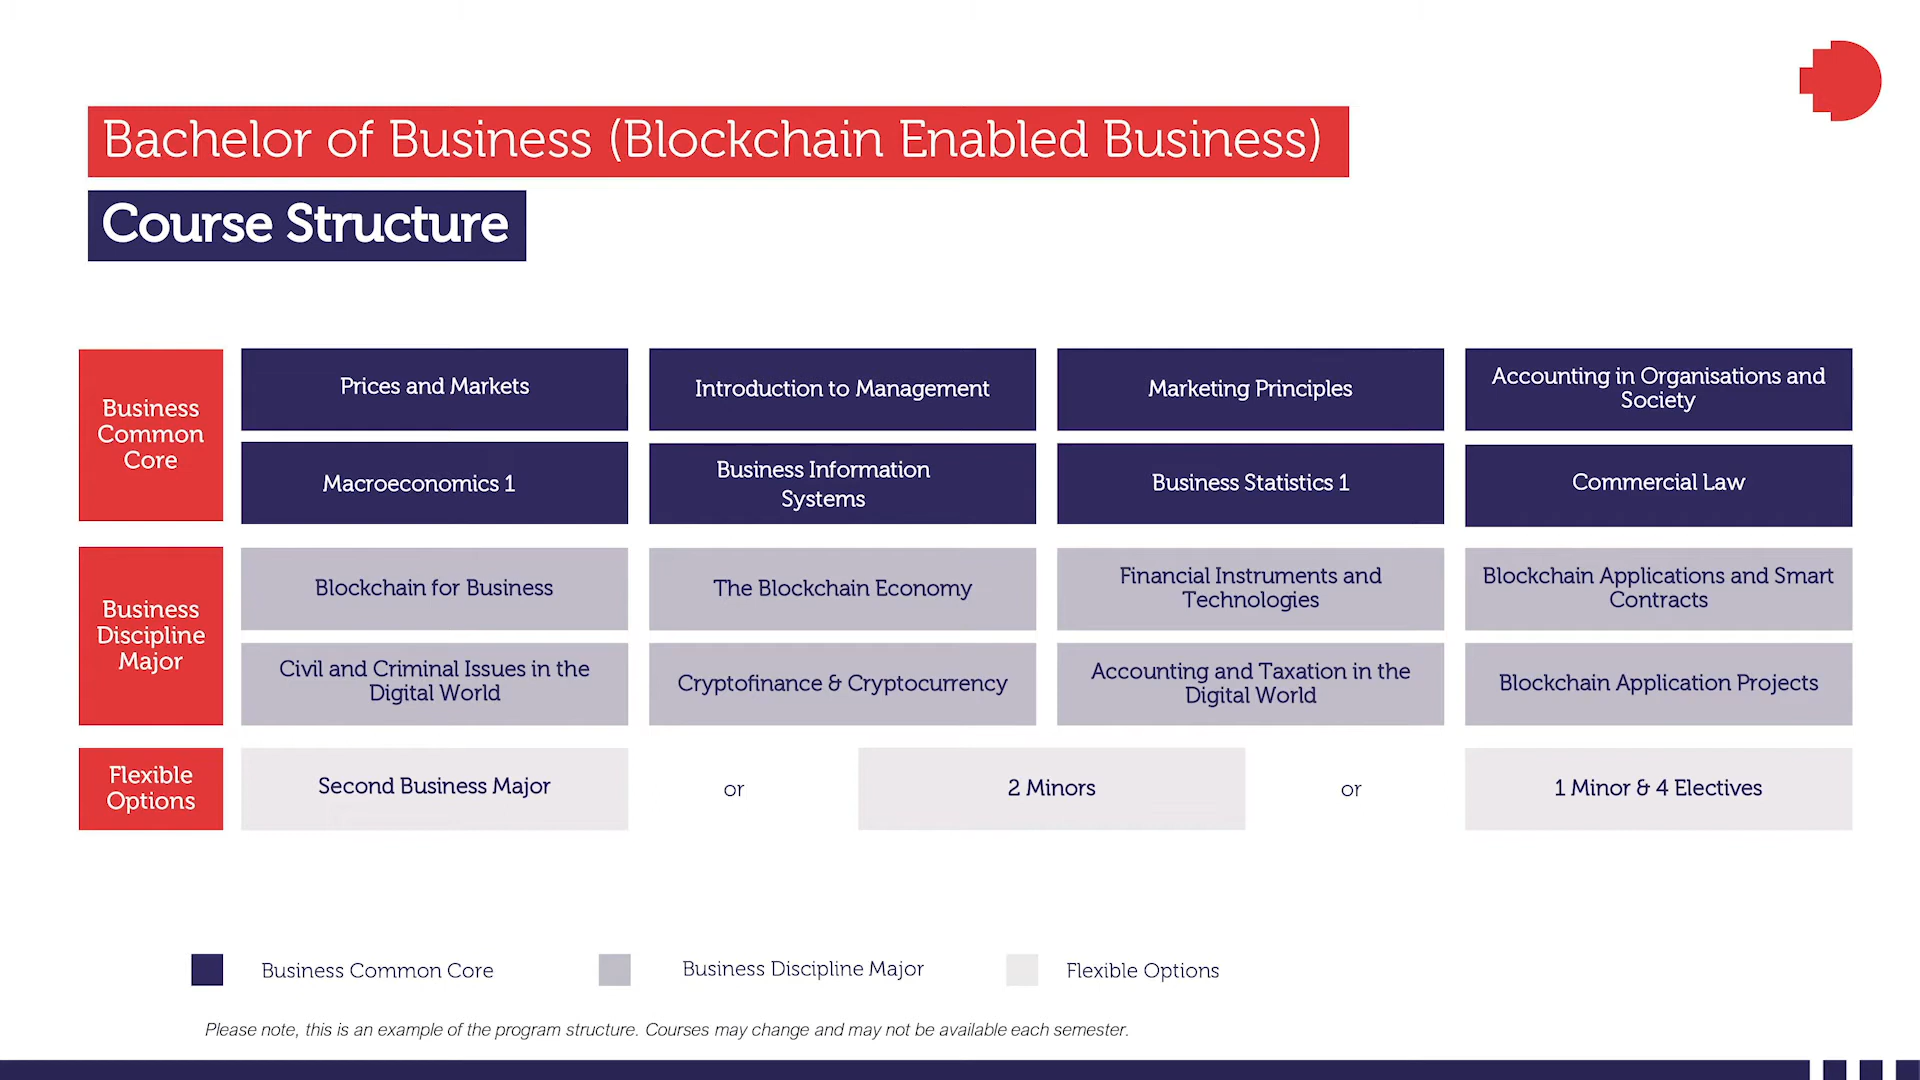 Bachelor of Business (Blockchain Enabled Business)
Course Structure
Business
Common
Core
Prices and Markets
Introduction to Management
Marketing Principles
Accounting in Organisations and
Society
Macroeconomics 1
Business Information
Systems
Business Statistics 1
Commercial Law
Business
Discipline
Major
Blockchain for Business
The Blockchain Economy
Financial Instruments and
Technologies
Blockchain Applications and Smart
Contracts
Civil and Criminal Issues in the
Digital World
Cryptofinance & Cryptocurrency
Accounting and Taxation in the
Digital World
Blockchain Application Projects
Flexible
Options
Second Business Major
or
2 Minors
or
1 Minor & 4 Electives
Business Common Core
Business Discipline Major
Flexible Options
Please note, this is an example of the program structure. Courses may change and may not be available each semester.